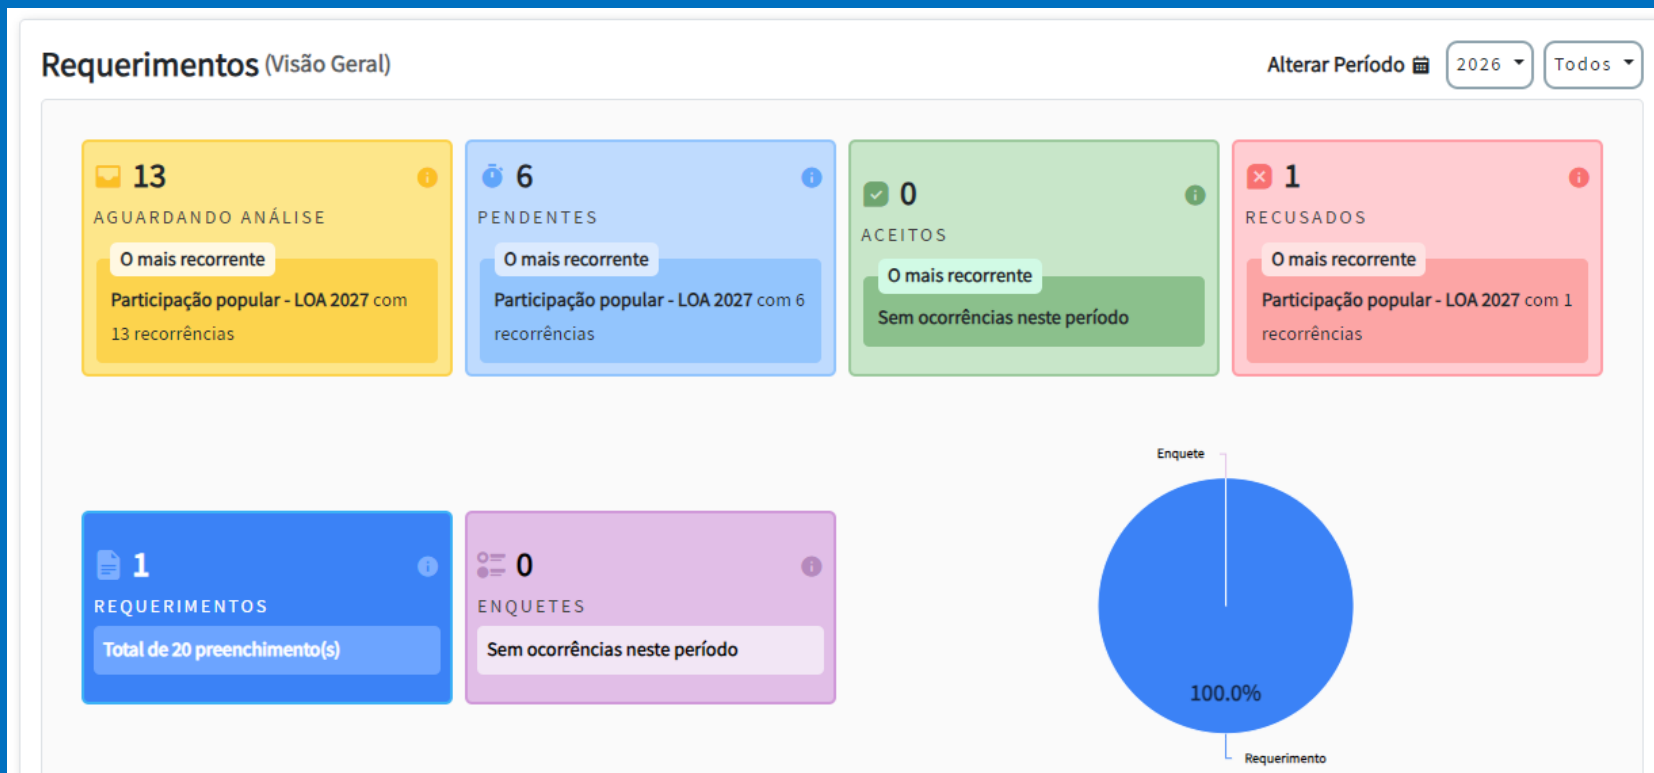 Requerimentos (Visão Geral)
Alterar Período 2026 Todos
13
AGUARDANDO ANÁLISE
O mais recorrente
Participação popular - LOA 2027 com
13 recorrências
6
PENDENTES
O mais recorrente
Participação popular - LOA 2027 com 6
recorrências
0
ACEITOS
O mais recorrente
Sem ocorrências neste período
1
RECUSADOS
O mais recorrente
Participação popular - LOA 2027 com 1
recorrências
1
REQUERIMENTOS
Total de 20 preenchimento(s)
0
ENQUETES
Sem ocorrências neste período
Enquete
100.0%
Requerimento